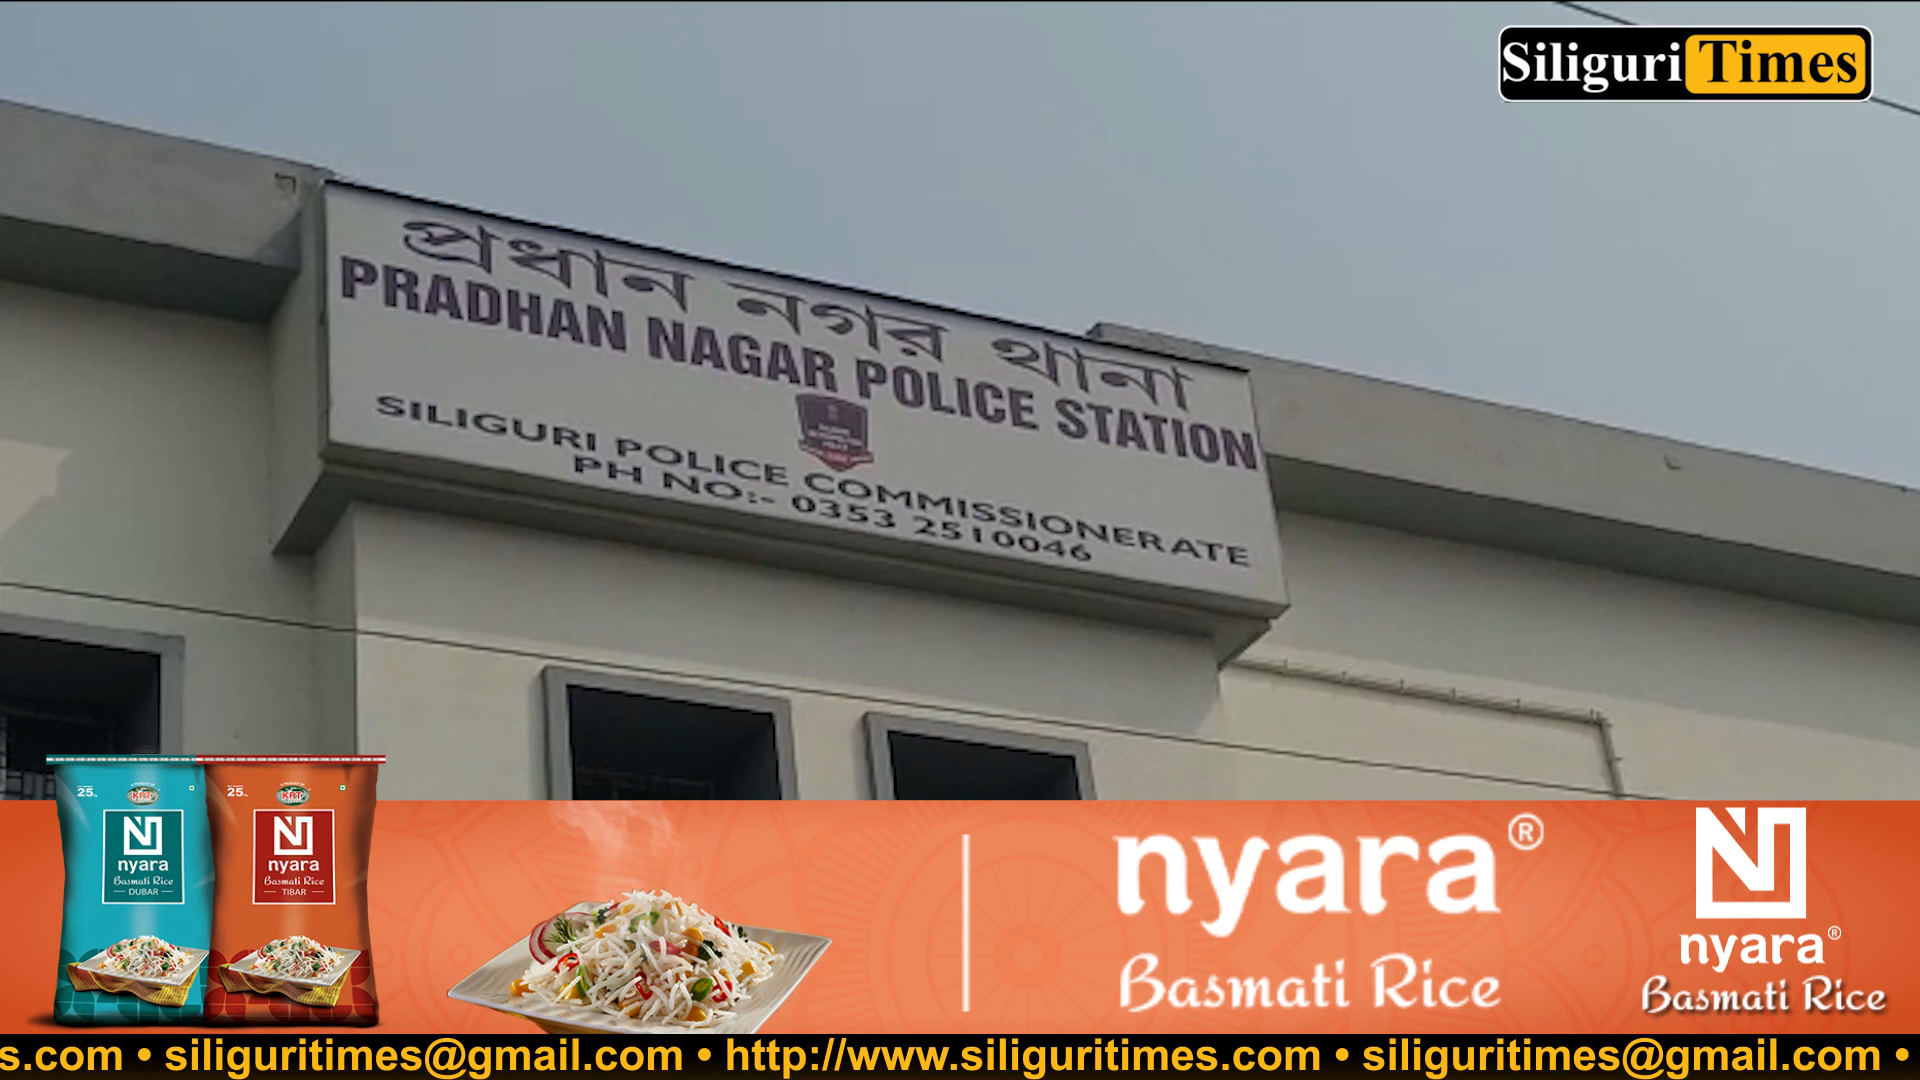 Siliguri Times
প্রধান নগর থানা
PRADHAN NAGAR POLICE STATION
SILIGURI POLICE COMMISSIONERATE
PH NO:- 0353 2510046
25
KRT
nyara
Basmati Rice
DUBAR
25
KRT
nyara
Basmati Rice
TIBAR
nyara®
Basmati Rice
nyara®
Basmati Rice
s.com • siliguritimes@gmail.com • http://www.siliguritimes.com • siliguritimes@gmail.com •